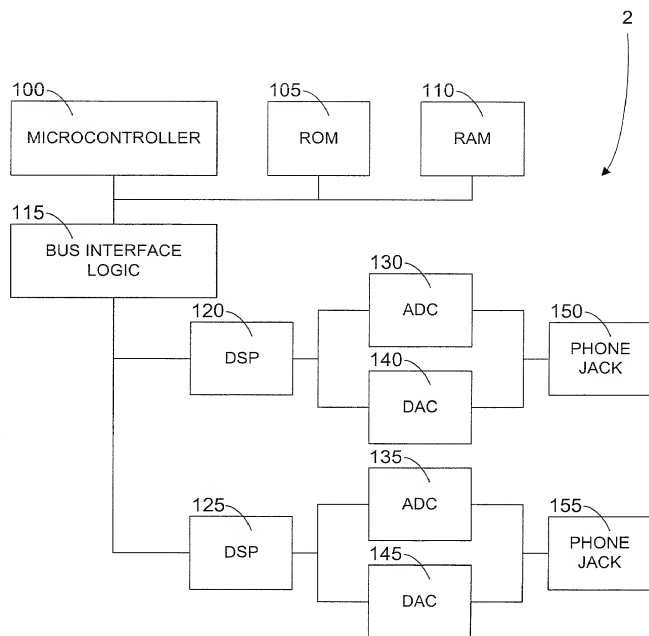 2
100
105
110
MICROCONTROLLER
ROM
RAM
115
BUS INTERFACE
LOGIC
120
130
150
DSP
ADC
PHONE
JACK
140
DAC
125
135
155
DSP
ADC
PHONE
JACK
145
DAC